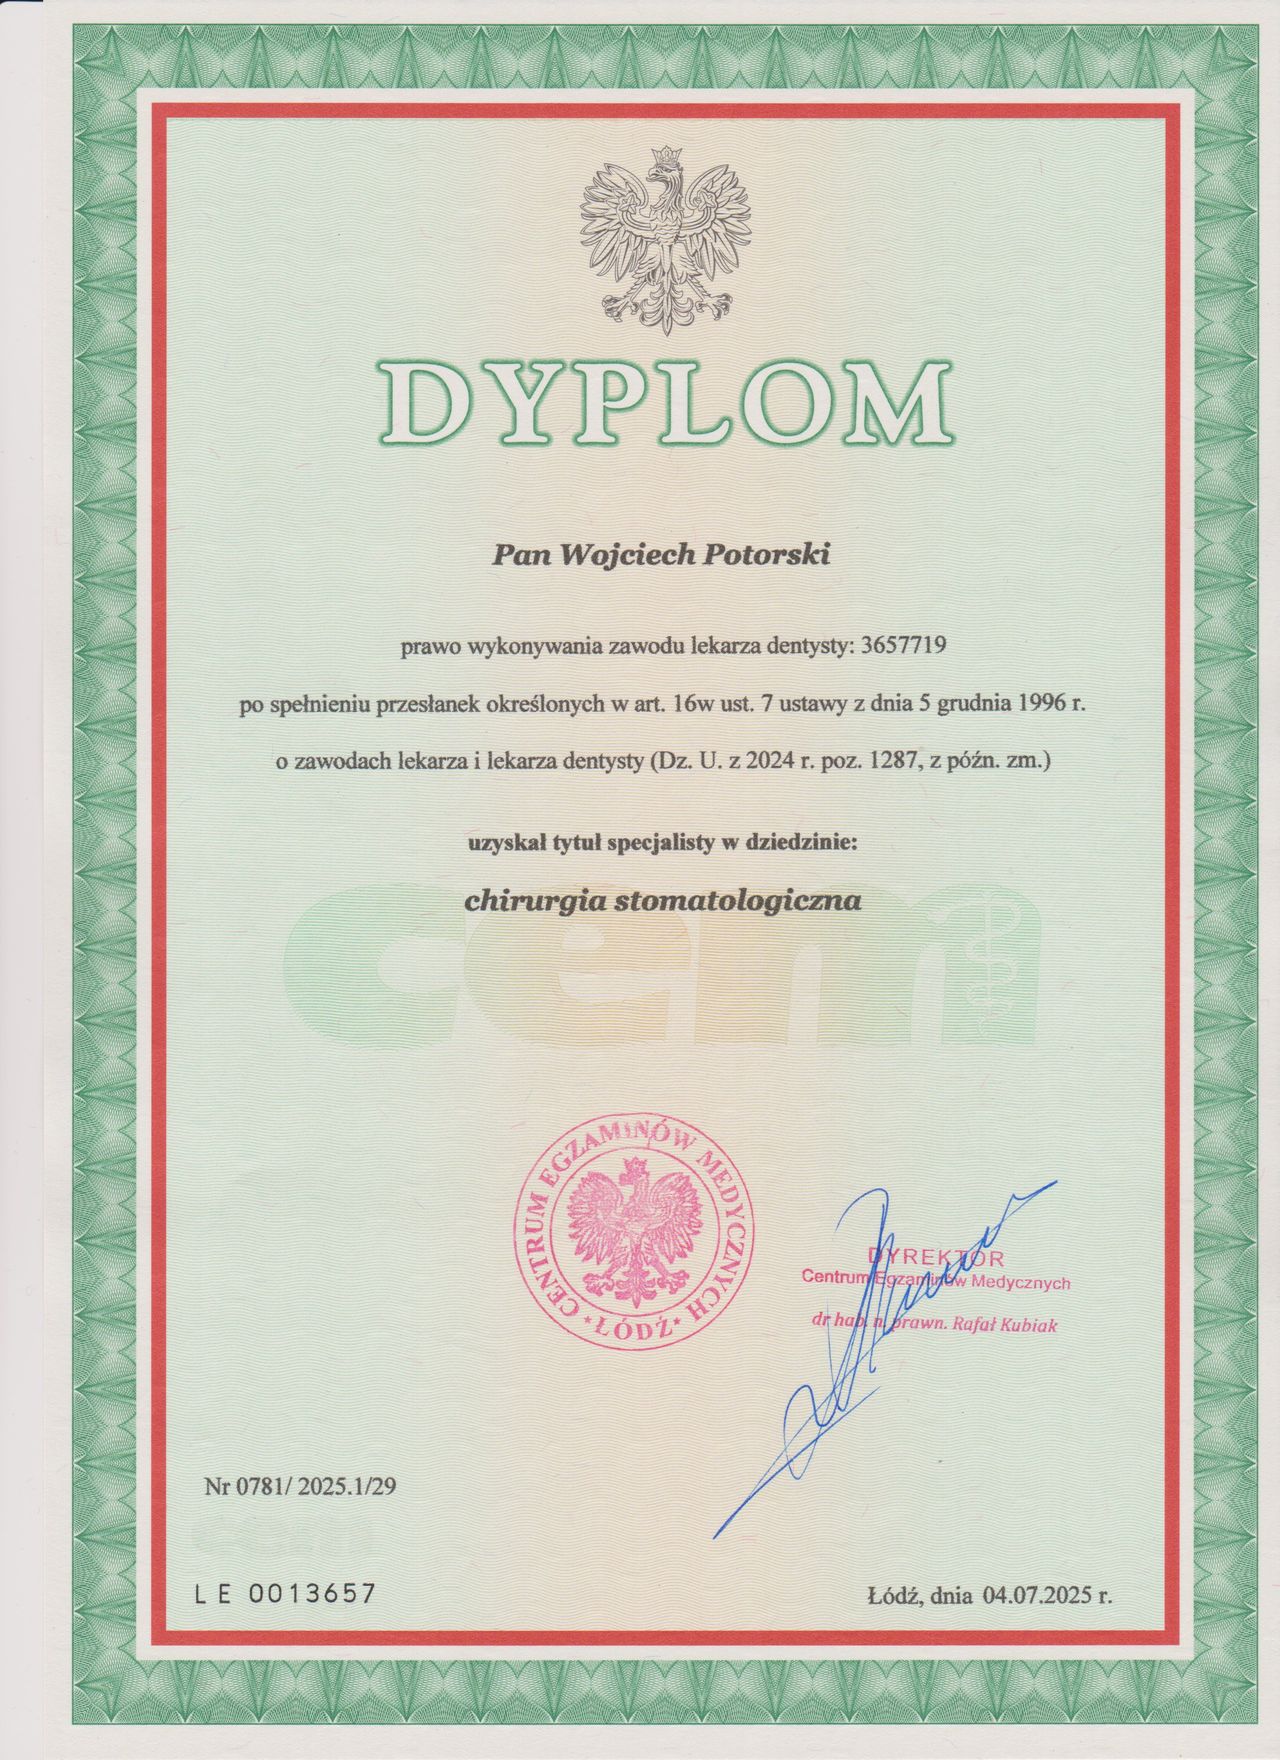 DYPLOM
Pan Wojciech Potorski
prawo wykonywania zawodu lekarza dentysty: 3657719
po spełnieniu przesłanek określonych w art. 16w ust. 7 ustawy z dnia 5 grudnia 1996 r.
o zawodach lekarza i lekarza dentysty (Dz. U. z 2024 r. poz. 1287, z późn. zm.)
uzyskał tytuł specjalisty w dziedzinie:
chirurgia stomatologiczna
cem
CENTRUM EGZAMINÓW MEDYCZNYCH
* ŁÓDŹ *
DYREKTOR
Centrum Egzaminów Medycznych
dr hab. n. prawn. Rafał Kubiak
Nr 0781/ 2025.1/29
LE 0013657
Łódź, dnia 04.07.2025 r.